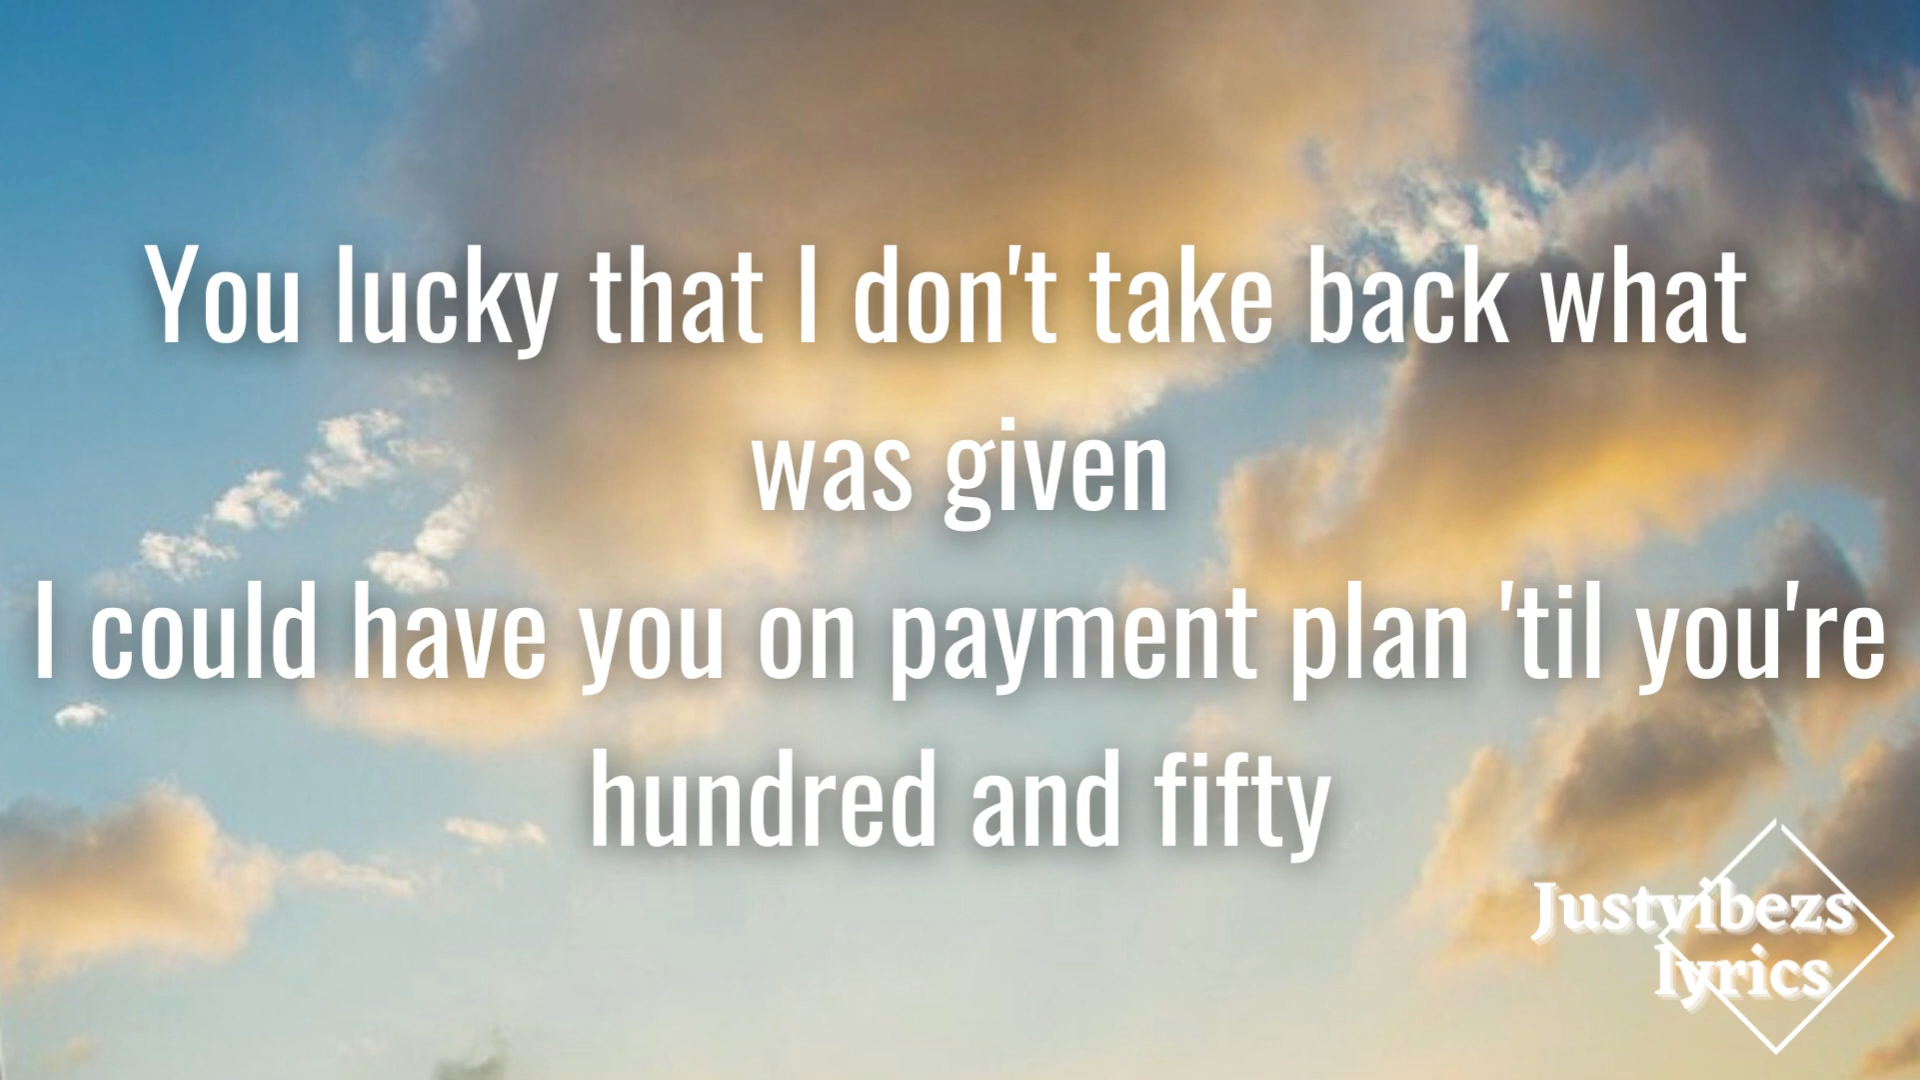 You lucky that I don't take back what
was given
I could have you on payment plan 'til you're
hundred and fifty
Justvibezs
lyrics